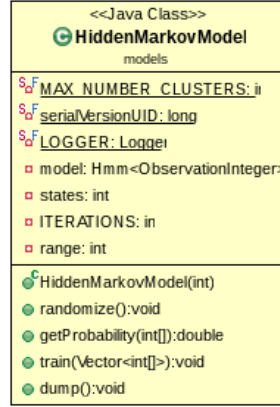 <<Java Class>>
HiddenMarkovModel
models
MAX_NUMBER_CLUSTERS: i
serialVersionUID: long
LOGGER: Logge
model: Hmm<ObservationInteger>
states: int
ITERATIONS: in
range: int
HiddenMarkovModel(int)
randomize():void
getProbability(int[]):double
train(Vector<int[]>):void
dump():void